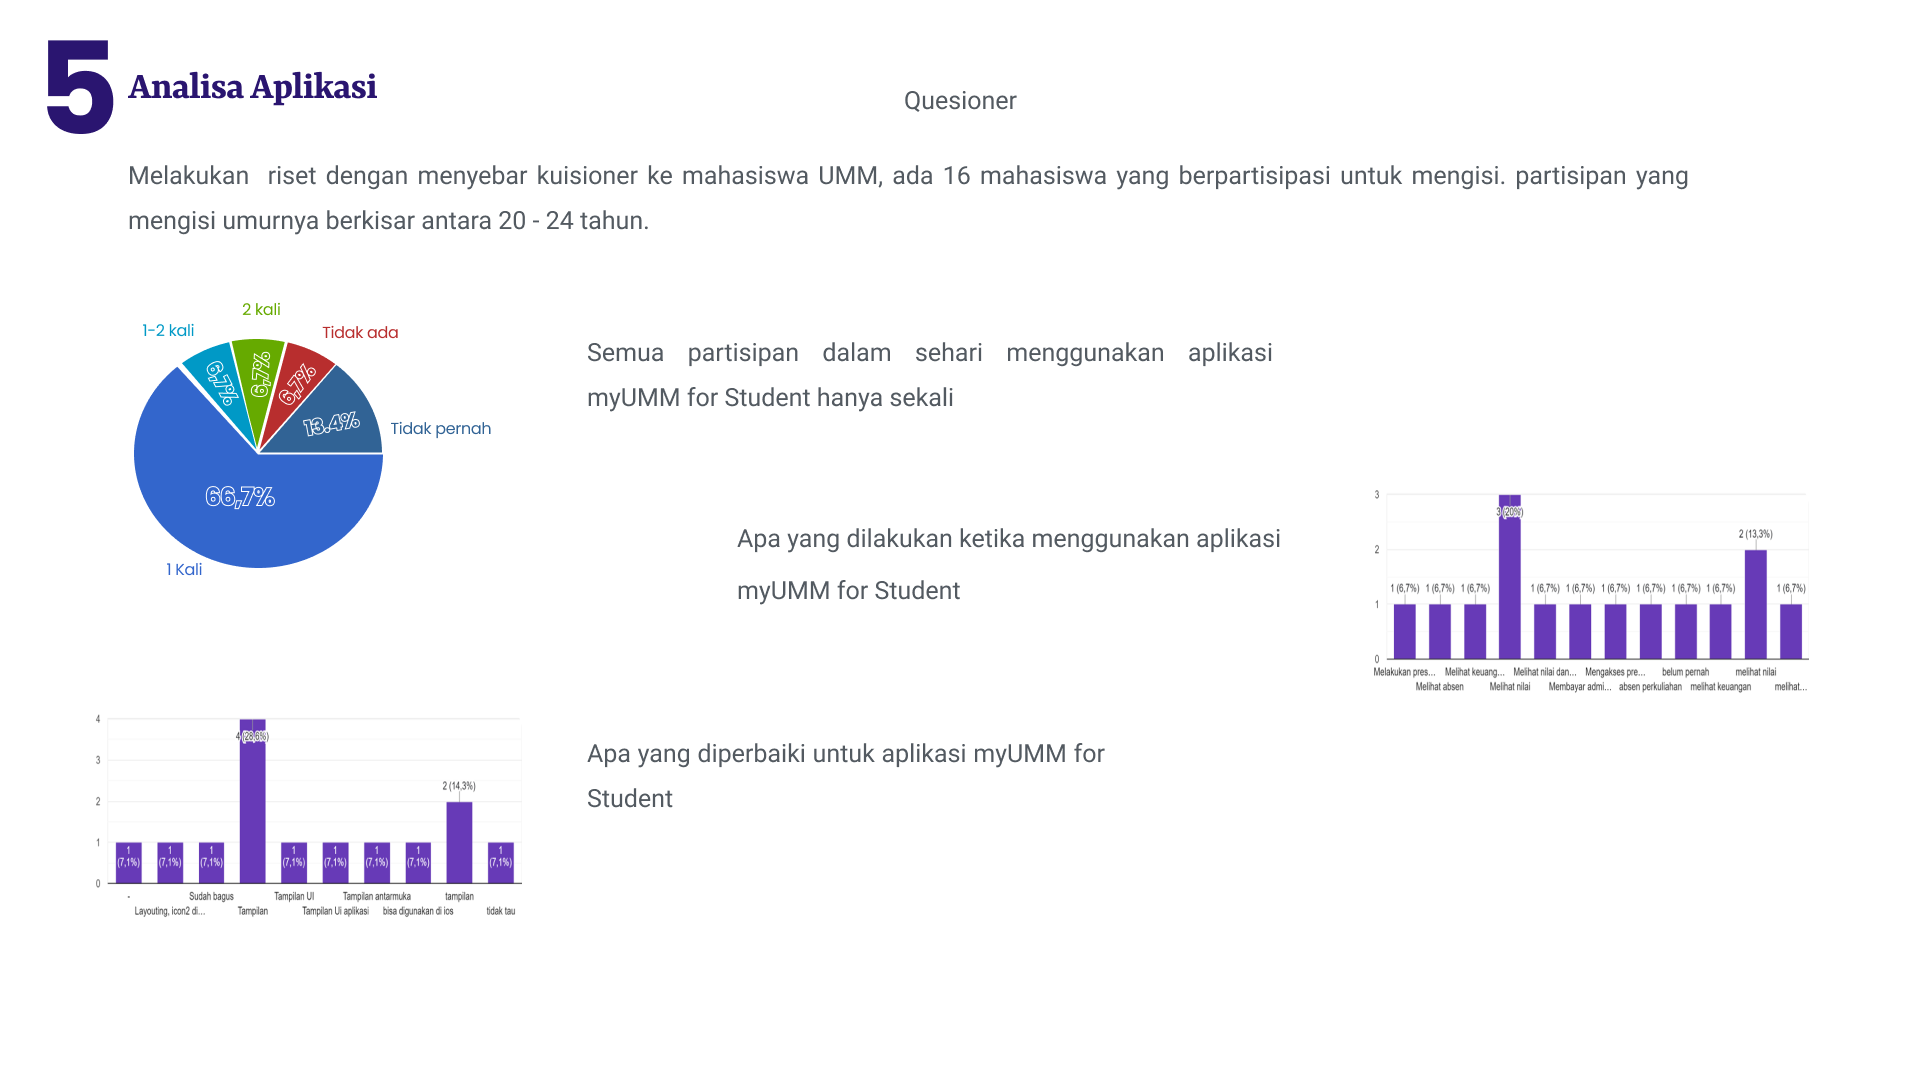 5 Analisa Aplikasi
Quesioner
Melakukan riset dengan menyebar kuisioner ke mahasiswa UMM, ada 16 mahasiswa yang berpartisipasi untuk mengisi. partisipan yang
mengisi umurnya berkisar antara 20 - 24 tahun.
2 kali
1-2 kali
Tidak ada
6,7%
6,7%
6,7%
13.4%
Tidak pernah
66,7%
1 Kali
Semua partisipan dalam sehari menggunakan aplikasi
myUMM for Student hanya sekali
Apa yang dilakukan ketika menggunakan aplikasi
myUMM for Student
3
3 (20%)
2 (13,3%)
2
1 (6,7%) 1 (6,7%) 1 (6,7%) 1 (6,7%) 1 (6,7%) 1 (6,7%) 1 (6,7%) 1 (6,7%) 1 (6,7%) 1 (6,7%)
1
0
Melakukan pres... Melihat keuang... Melihat nilai dan... Mengakses pre... belum pernah melihat nilai
Melihat absen Melihat nilai Membayar admi... absen perkuliahan melihat keuangan melihat...
4
4 (28,6%)
3
2 (14,3%)
2
1
1 1 1 1 1 1 1 1
(7,1%) (7,1%) (7,1%) (7,1%) (7,1%) (7,1%) (7,1%) (7,1%)
0
- Sudah bagus Tampilan UI Tampilan antarmuka tampilan
Layouting, icon2 di... Tampilan Tampilan Ui aplikasi bisa digunakan di ios tidak tau
Apa yang diperbaiki untuk aplikasi myUMM for
Student